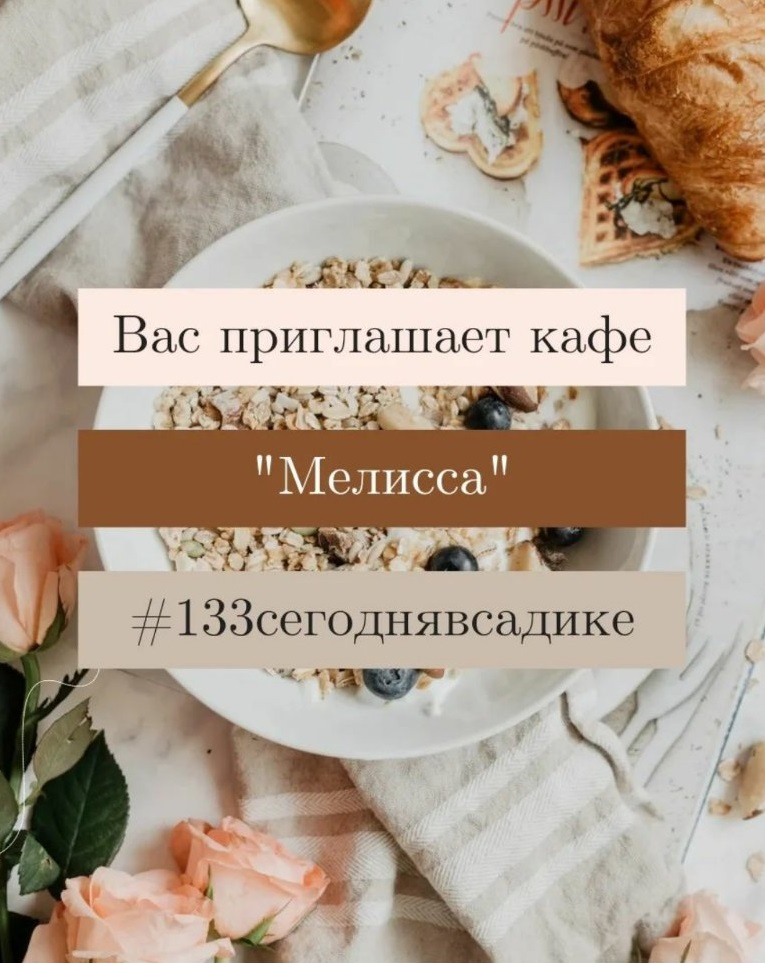 Вас приглашает кафе
"Мелисса"
#133сегоднявсадике